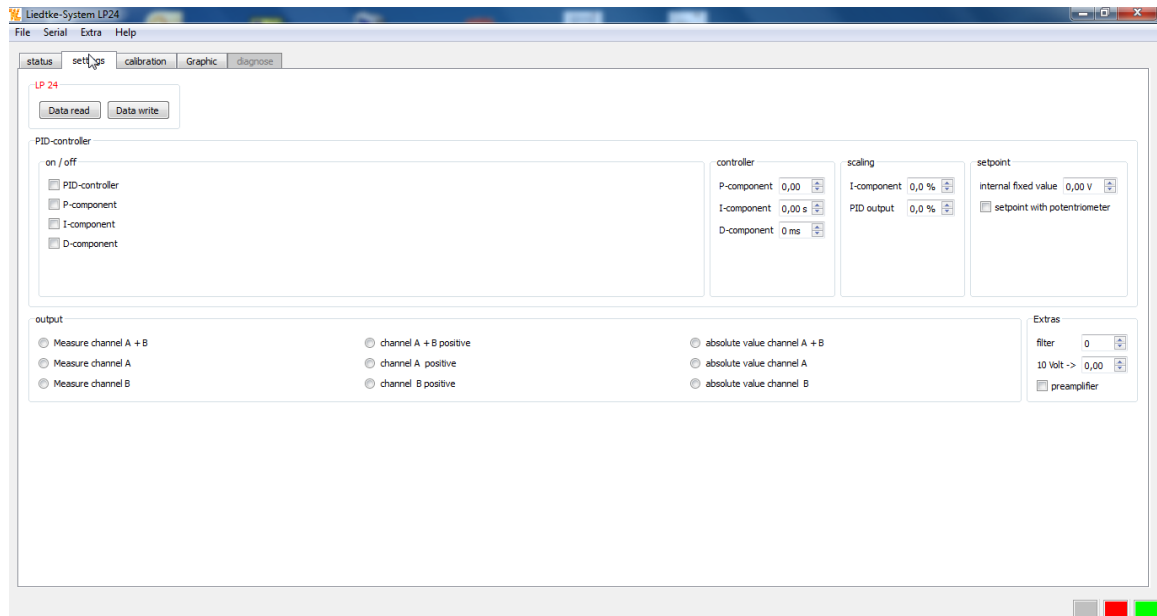 Liedtke-System LP24
File Serial Extra Help
status settings calibration Graphic diagnose
LP 24
Data read Data write
PID-controller
on / off
PID-controller
P-component
I-component
D-component
controller
P-component 0,00
I-component 0,00 s
D-component 0 ms
scaling
I-component 0,0 %
PID output 0,0 %
setpoint
internal fixed value 0,00 V
setpoint with potentriometer
output
Measure channel A + B
Measure channel A
Measure channel B
channel A + B positive
channel A positive
channel B positive
absolute value channel A + B
absolute value channel A
absolute value channel B
Extras
filter 0
10 Volt -> 0,00
preamplifier